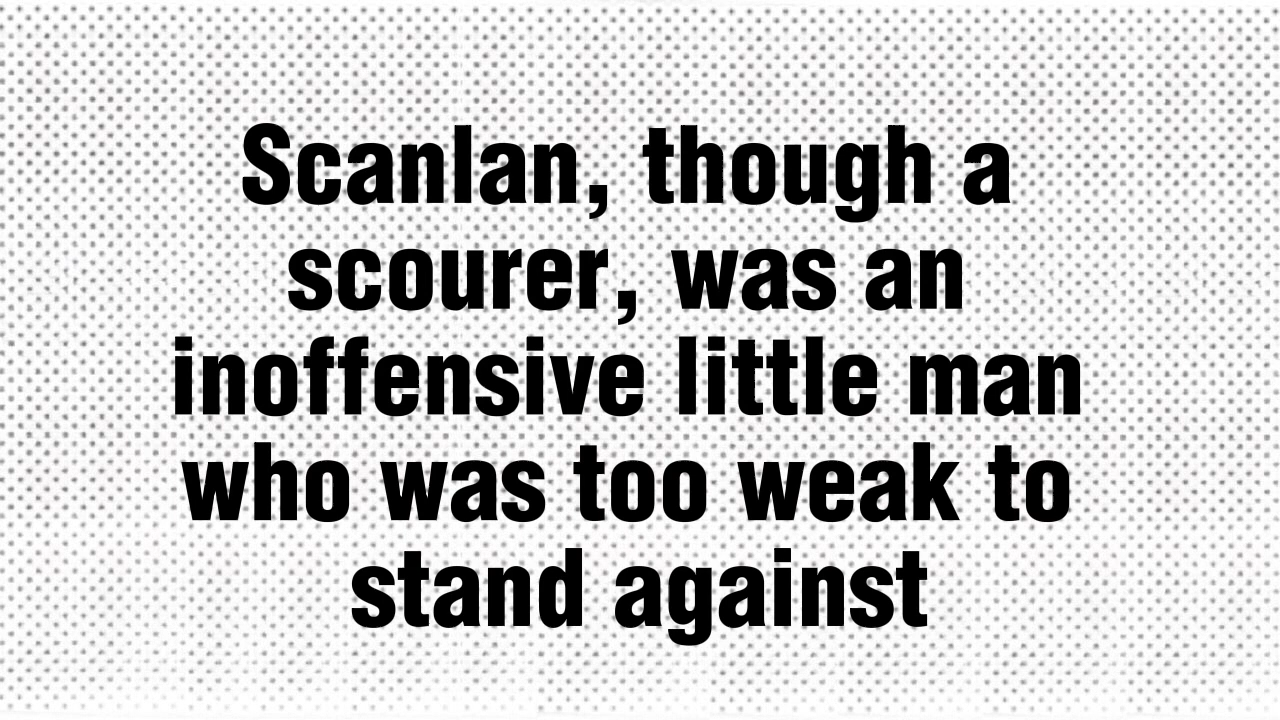 Scanlan, though a
scourer, was an
inoffensive little man
who was too weak to
stand against